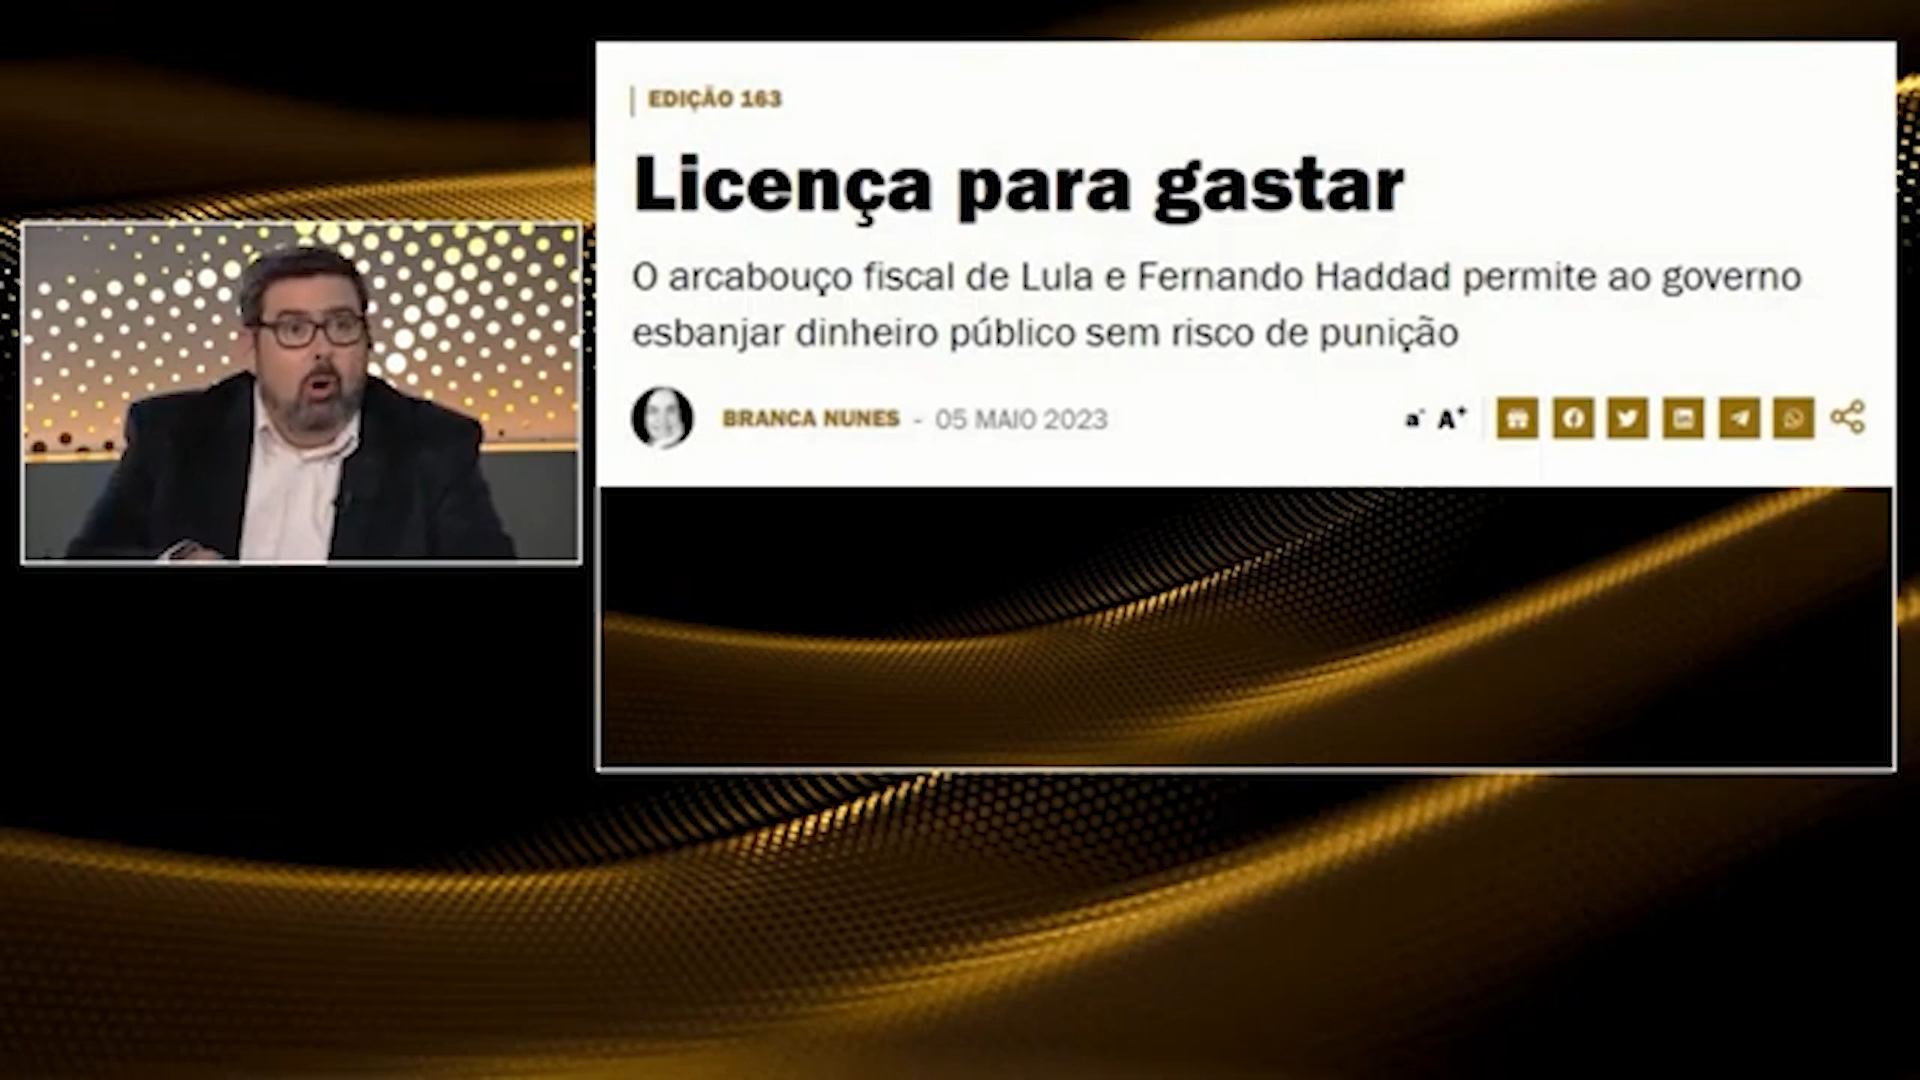 EDIÇÃO 163
Licença para gastar
O arcabouço fiscal de Lula e Fernando Haddad permite ao governo
esbanjar dinheiro público sem risco de punição
BRANCA NUNES - 05 MAIO 2023
a- A+